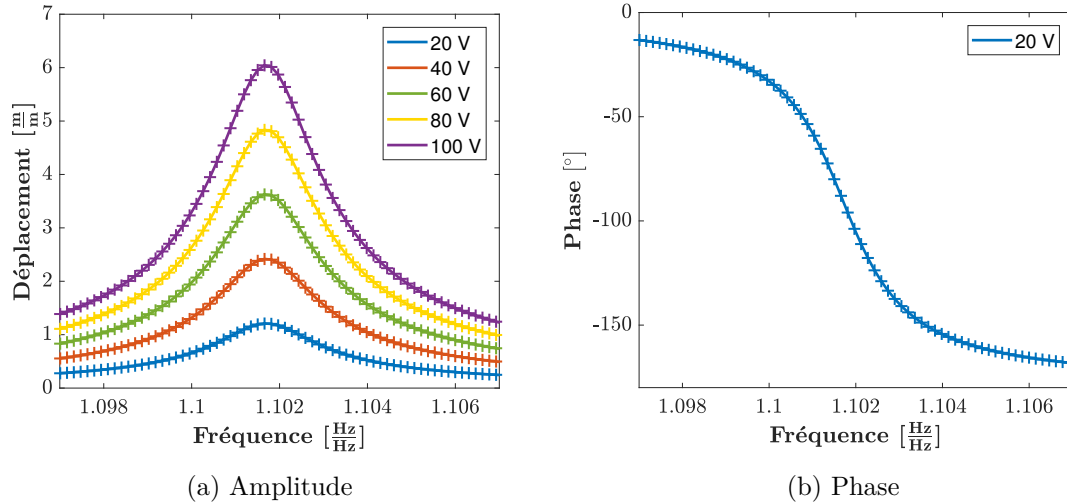 7
6
5
4
3
2
1
0
Déplacement [m/m]
20 V
40 V
60 V
80 V
100 V
1.098 1.1 1.102 1.104 1.106
Fréquence [Hz/Hz]
(a) Amplitude
0
-50
-100
-150
Phase [°]
20 V
1.098 1.1 1.102 1.104 1.106
Fréquence [Hz/Hz]
(b) Phase